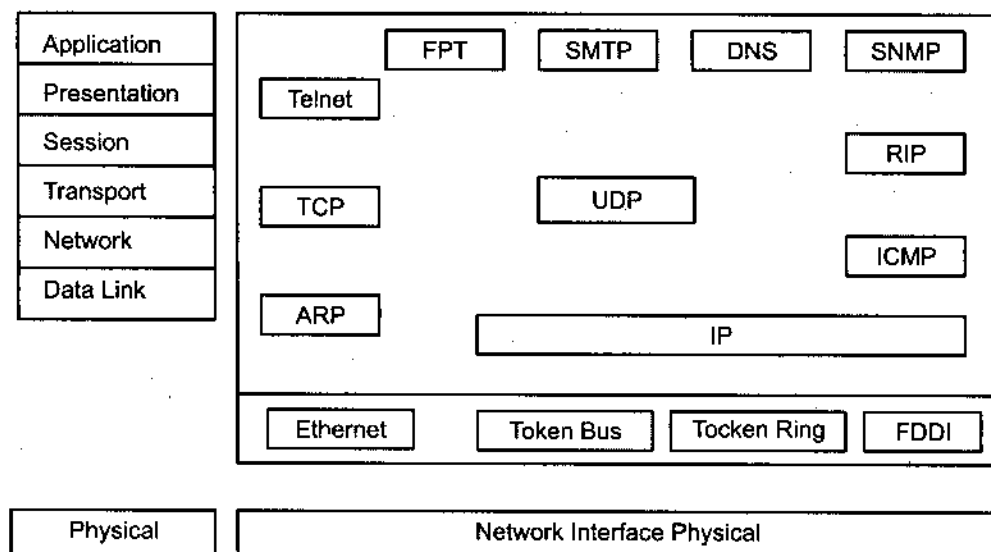 Application
Presentation
Session
Transport
Network
Data Link
FPT
SMTP
DNS
SNMP
Telnet
RIP
TCP
UDP
ICMP
ARP
IP
Ethernet
Token Bus
Tocken Ring
FDDI
Physical
Network Interface Physical